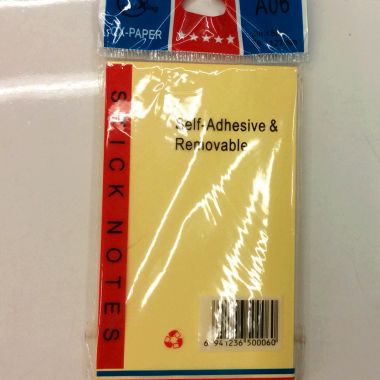 A06
X-PAPER
STICK NOTES
Self-Adhesive &
Removable
6 941236 500060